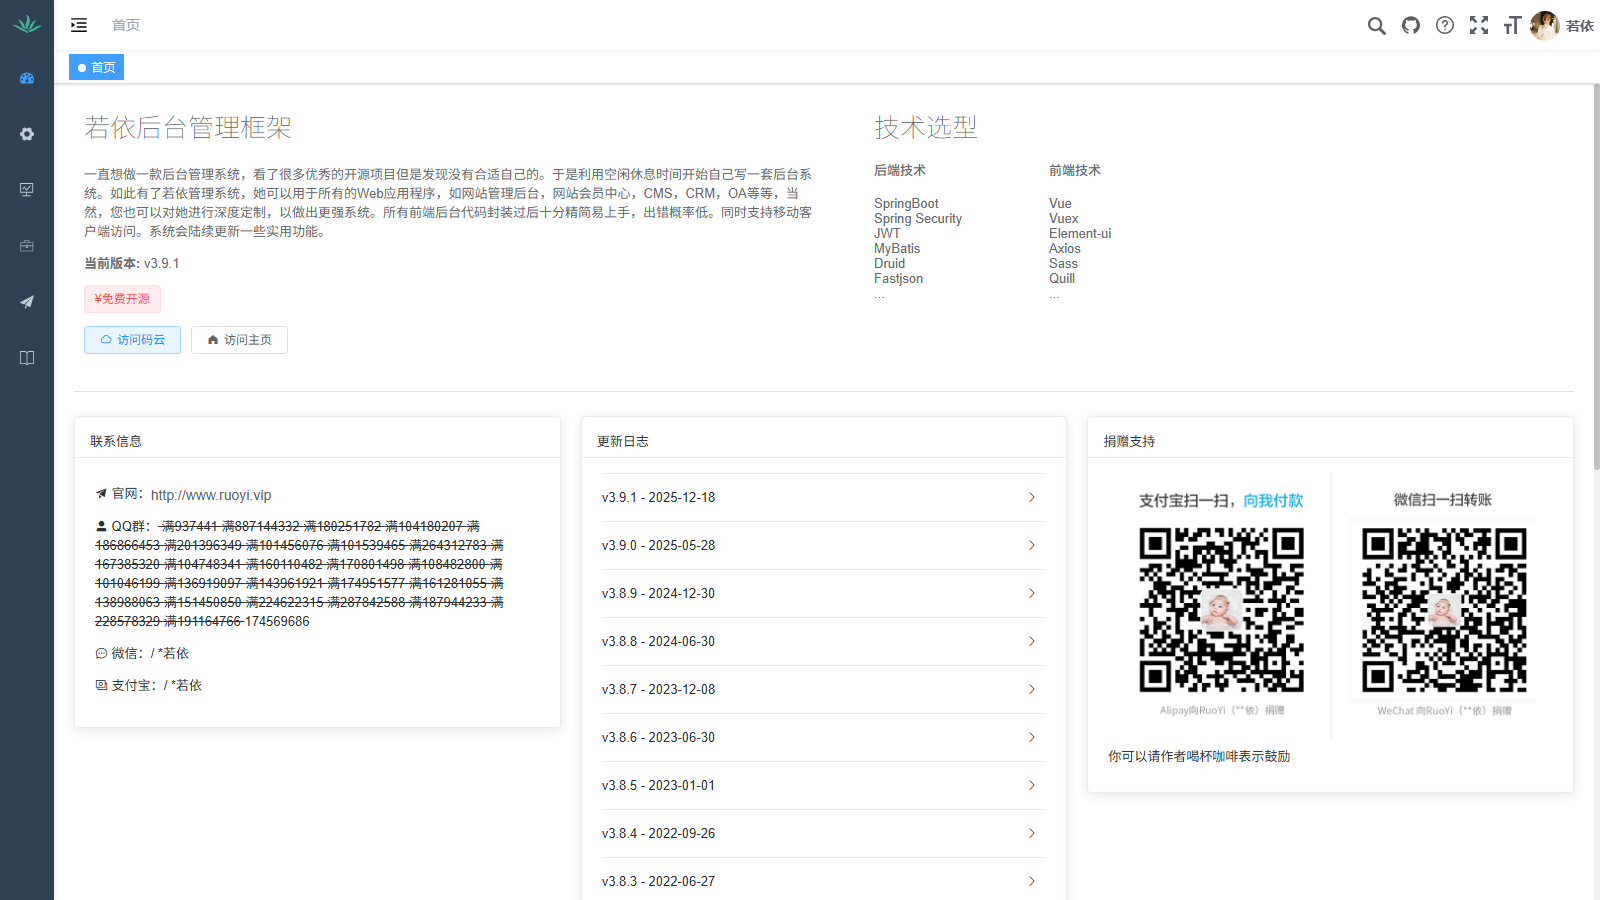 首页
若依
首页
若依后台管理框架
一直想做一款后台管理系统，看了很多优秀的开源项目但是发现没有合适自己的。于是利用空闲休息时间开始自己写一套后台系
统。如此有了若依管理系统，她可以用于所有的Web应用程序，如网站管理后台，网站会员中心，CMS，CRM，OA等等，当
然，您也可以对她进行深度定制，以做出更强系统。所有前端后台代码封装过后十分精简易上手，出错概率低。同时支持移动客
户端访问。系统会陆续更新一些实用功能。
当前版本: v3.9.1
¥免费开源
访问码云
访问主页
技术选型
后端技术
SpringBoot
Spring Security
JWT
MyBatis
Druid
Fastjson
...
前端技术
Vue
Vuex
Element-ui
Axios
Sass
Quill
...
联系信息
官网：http://www.ruoyi.vip
QQ群： 满937441 满887144332 满180251782 满104180207 满
186866453 满201396349 满101456076 满101539465 满264312783 满
167385320 满104748341 满160110482 满170801498 满108482800 满
101046199 满136919097 满143961921 满174951577 满161281055 满
138988063 满151450850 满224622315 满287842588 满187944233 满
228578329 满191164766 174569686
微信：/ *若依
支付宝：/ *若依
更新日志
v3.9.1 - 2025-12-18
v3.9.0 - 2025-05-28
v3.8.9 - 2024-12-30
v3.8.8 - 2024-06-30
v3.8.7 - 2023-12-08
v3.8.6 - 2023-06-30
v3.8.5 - 2023-01-01
v3.8.4 - 2022-09-26
v3.8.3 - 2022-06-27
捐赠支持
支付宝扫一扫，向我付款
Alipay向RuoYi（**依）捐赠
微信扫一扫转账
WeChat 向RuoYi（**依）捐赠
你可以请作者喝杯咖啡表示鼓励